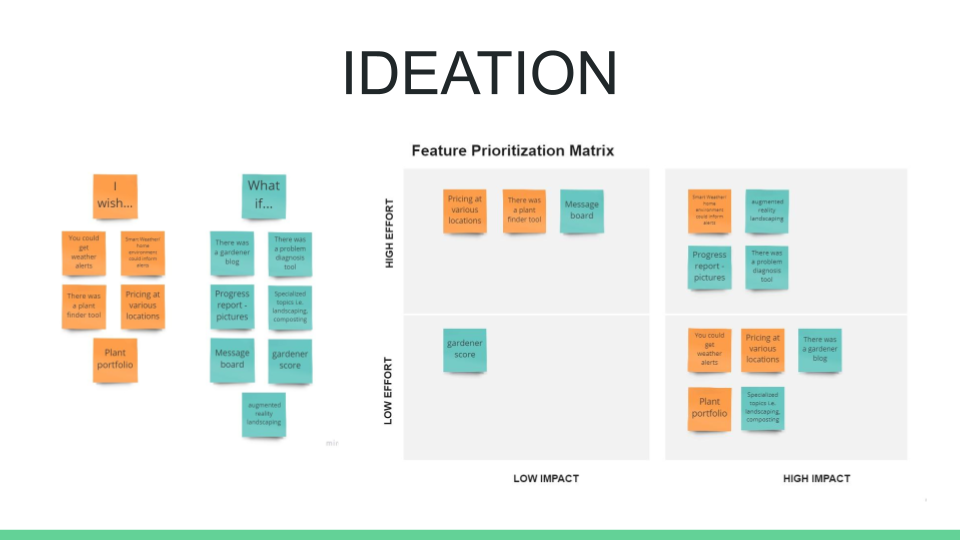 IDEATION
I
wish...
You could
get
weather
alerts
Smart Weather/
home
environment
could inform
alerts
There was
a plant
finder tool
Pricing at
various
locations
Plant
portfolio
What
if...
There was
a gardener
blog
There was
a problem
diagnosis
tool
Progress
report -
pictures
Specialized
topics i.e.
landscaping,
composting
Message
board
gardener
score
augmented
reality
landscaping
Feature Prioritization Matrix
HIGH EFFORT
Pricing at
various
locations
There was
a plant
finder tool
Message
board
Smart Weather/
home
environment
could inform
alerts
augmented
reality
landscaping
Progress
report -
pictures
There was
a problem
diagnosis
tool
LOW EFFORT
gardener
score
You could
get
weather
alerts
Pricing at
various
locations
There was
a gardener
blog
Plant
portfolio
Specialized
topics i.e.
landscaping,
composting
LOW IMPACT
HIGH IMPACT